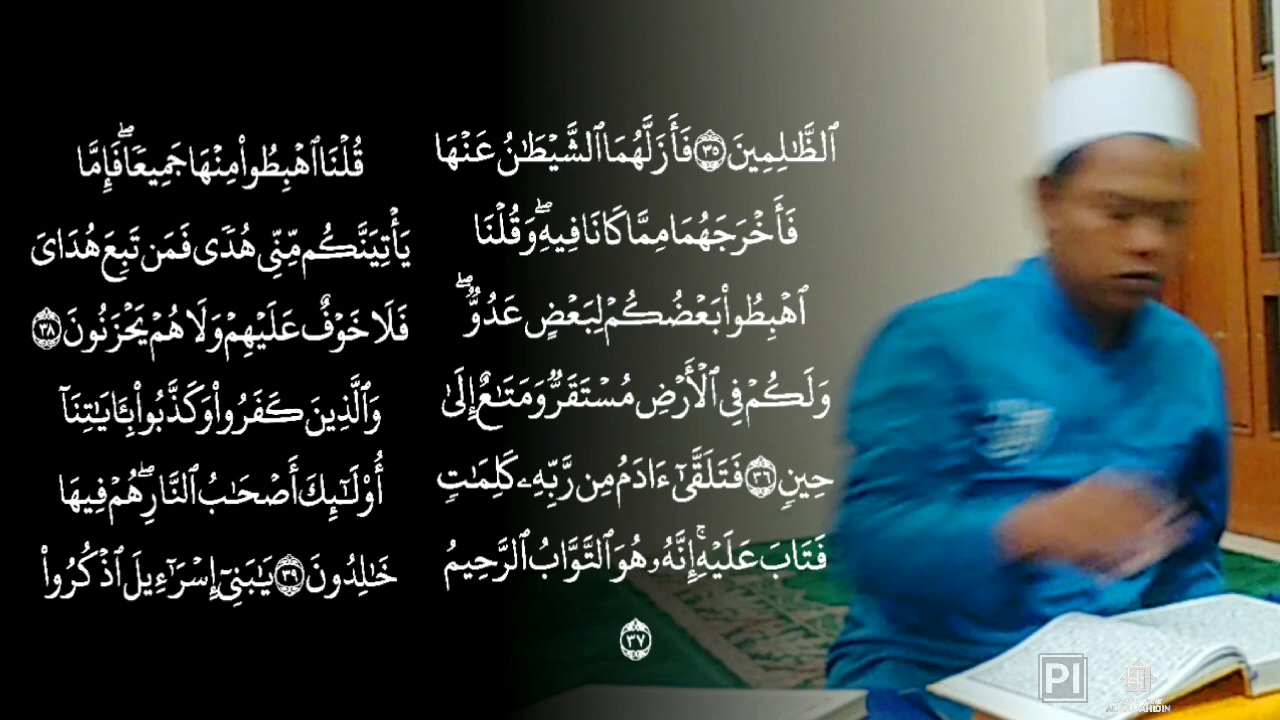 ٱلظَّٰلِمِينَ ٣٥ فَأَزَلَّهُمَا ٱلشَّيْطَٰنُ عَنْهَا
فَأَخْرَجَهُمَا مِمَّا كَانَا فِيهِۖ وَقُلْنَا
ٱهْبِطُوا۟ بَعْضُكُمْ لِبَعْضٍ عَدُوٌّۖ
وَلَكُمْ فِى ٱلْأَرْضِ مُسْتَقَرٌّ وَمَتَٰعٌ إِلَىٰ
حِينٍ ٣٦ فَتَلَقَّىٰٓ ءَادَمُ مِن رَّبِّهِۦ كَلِمَٰتٍ
فَتَابَ عَلَيْهِۚ إِنَّهُۥ هُوَ ٱلتَّوَّابُ ٱلرَّحِيمُ
٣٧
قُلْنَا ٱهْبِطُوا۟ مِنْهَا جَمِيعًاۖ فَإِمَّا
يَأْتِيَنَّكُم مِّنِّى هُدًى فَمَن تَبِعَ هُدَاىَ
فَلَا خَوْفٌ عَلَيْهِمْ وَلَا هُمْ يَحْزَنُونَ ٣٨
وَٱلَّذِينَ كَفَرُوا۟ وَكَذَّبُوا۟ بِـَٔايَٰتِنَآ
أُو۟لَٰٓئِكَ أَصْحَٰبُ ٱلنَّارِۖ هُمْ فِيهَا
خَٰلِدُونَ ٣٩ يَٰبَنِىٓ إِسْرَٰٓءِيلَ ٱذْكُرُوا۟
PI